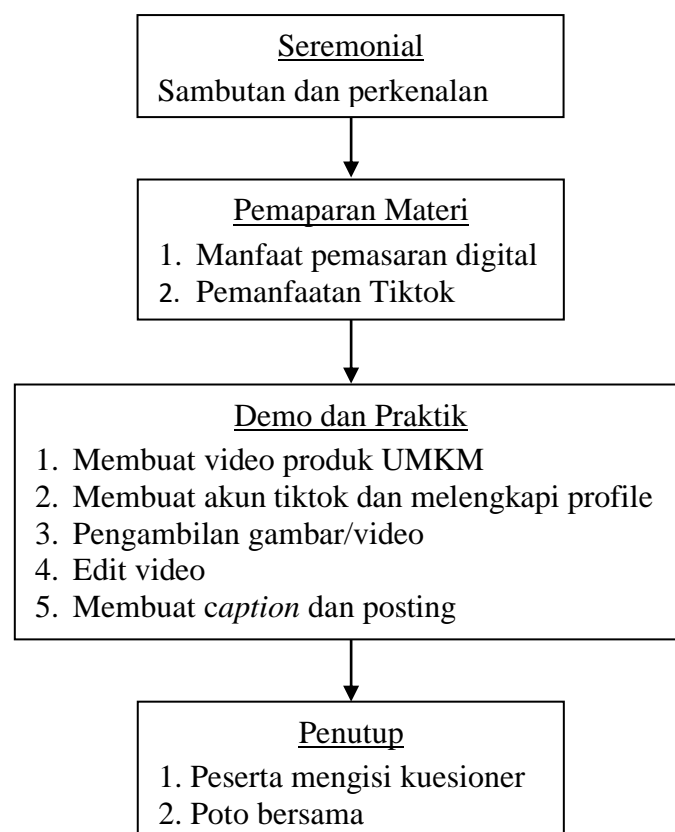 Seremonial
Sambutan dan perkenalan
Pemaparan Materi
1. Manfaat pemasaran digital
2. Pemanfaatan Tiktok
Demo dan Praktik
1. Membuat video produk UMKM
2. Membuat akun tiktok dan melengkapi profile
3. Pengambilan gambar/video
4. Edit video
5. Membuat caption dan posting
Penutup
1. Peserta mengisi kuesioner
2. Poto bersama